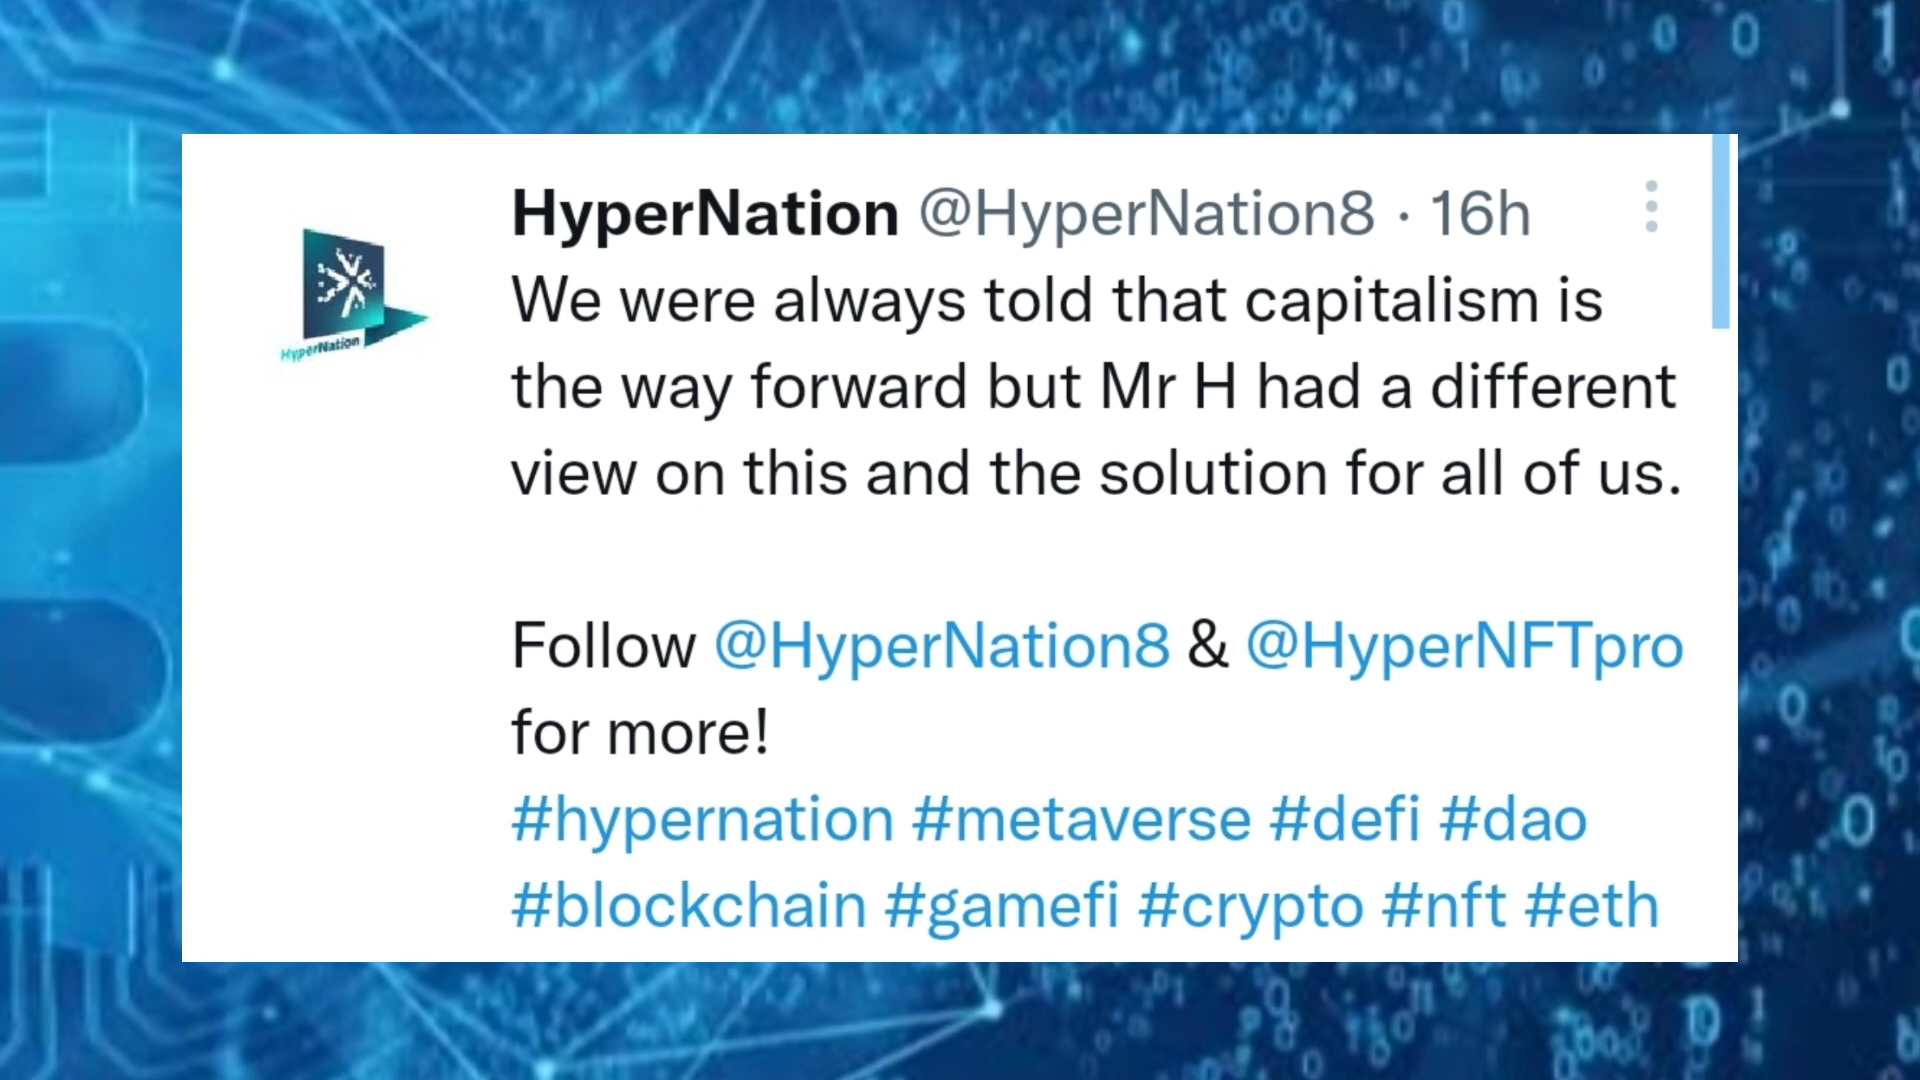 HyperNation @HyperNation8 · 16h
We were always told that capitalism is
the way forward but Mr H had a different
view on this and the solution for all of us.
Follow @HyperNation8 & @HyperNFTpro
for more!
#hypernation #metaverse #defi #dao
#blockchain #gamefi #crypto #nft #eth
HyperNation